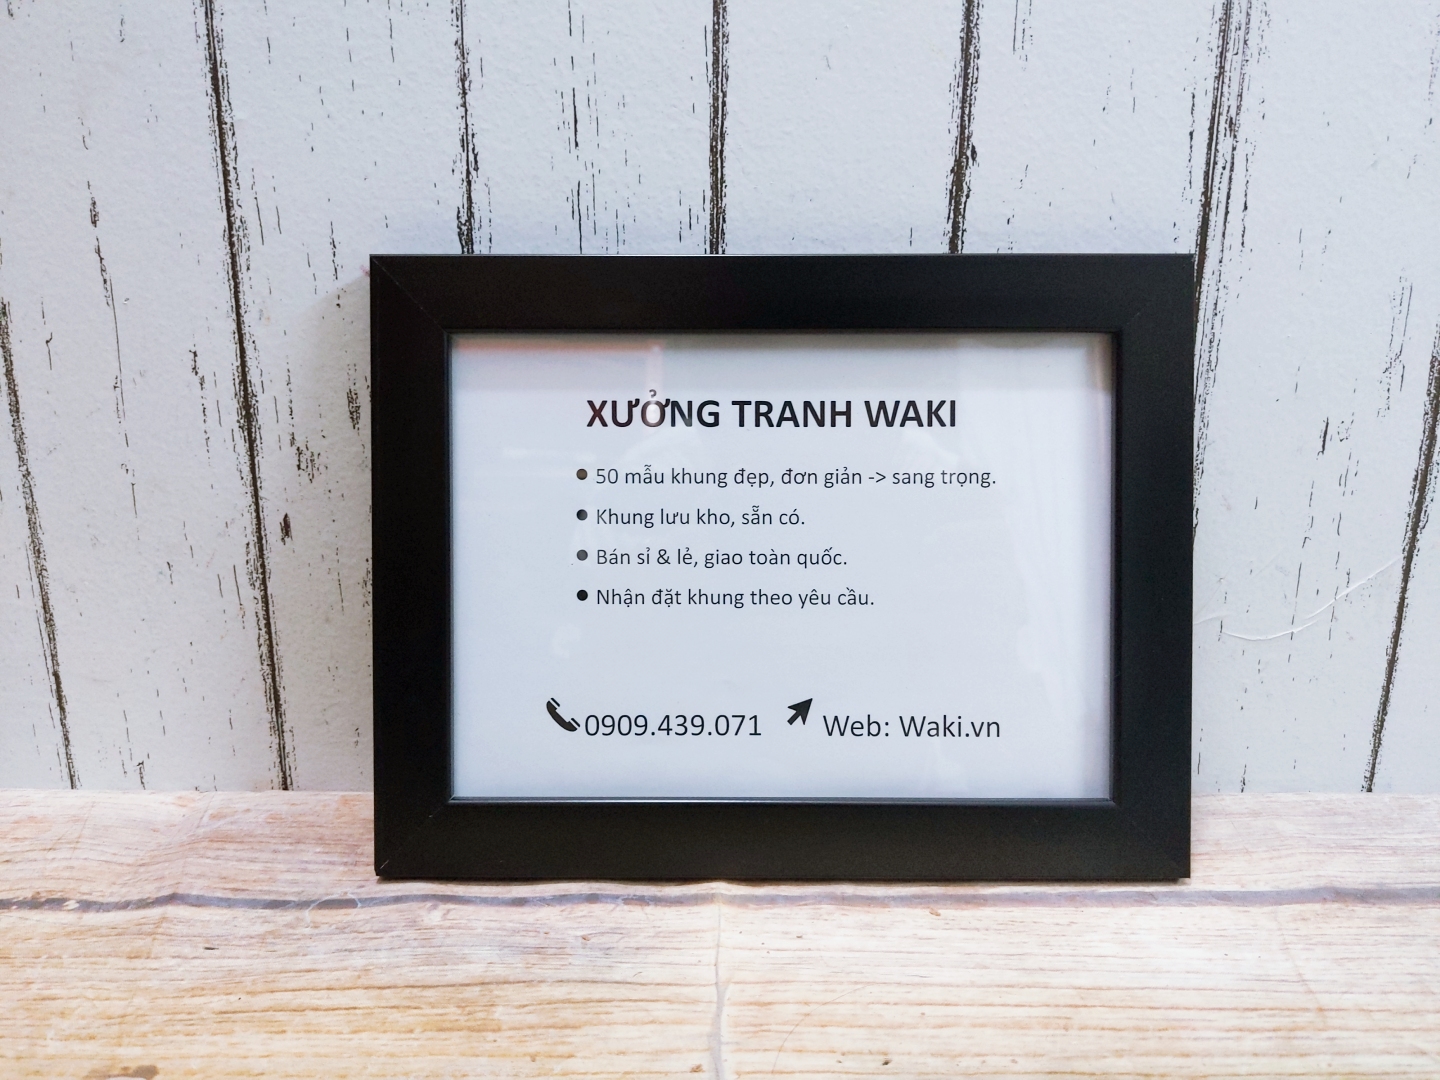 XƯỞNG TRANH WAKI
● 50 mẫu khung đẹp, đơn giản -> sang trọng.
● Khung lưu kho, sẵn có.
● Bán sỉ & lẻ, giao toàn quốc.
● Nhận đặt khung theo yêu cầu.
0909.439.071 Web: Waki.vn